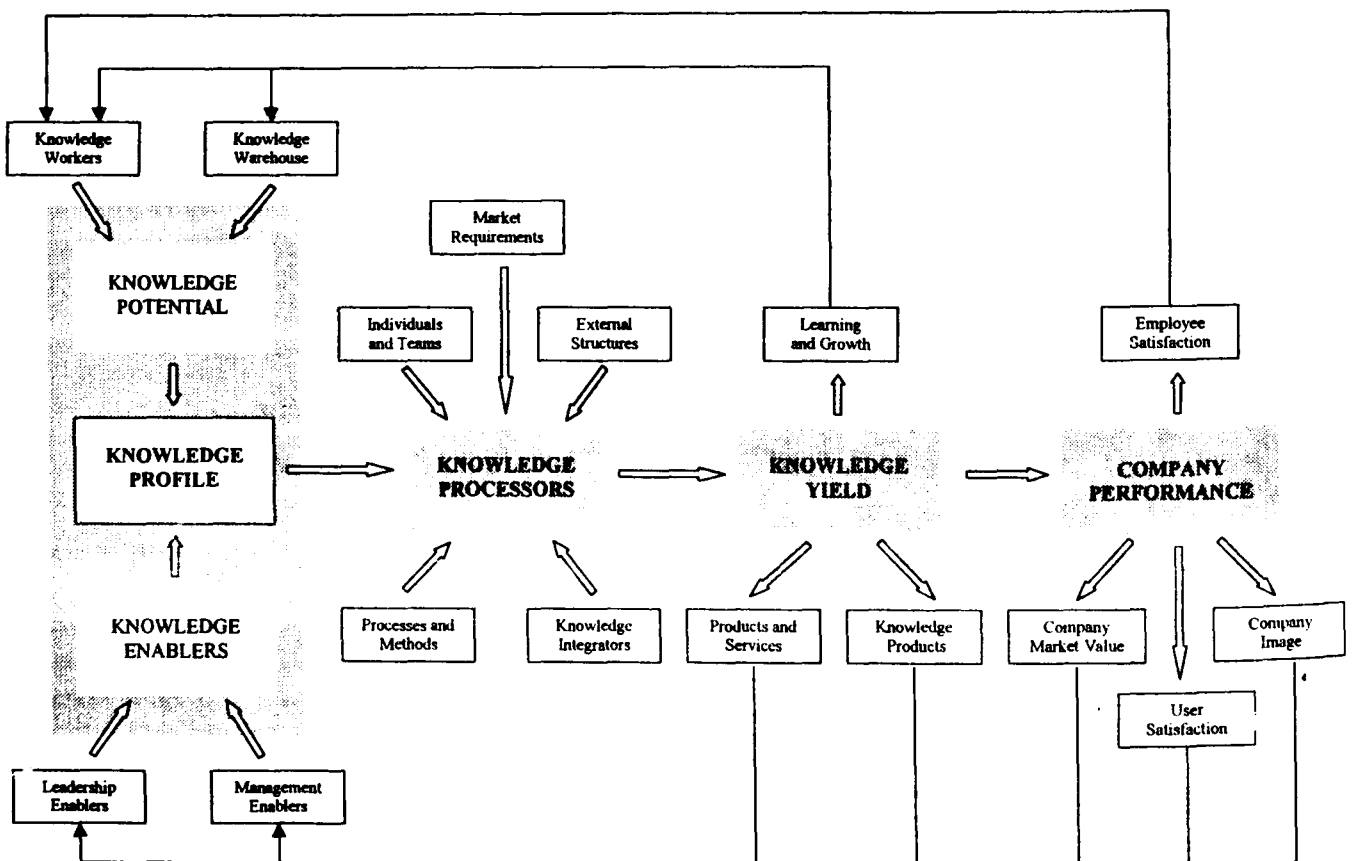 Knowledge
Workers
Knowledge
Warehouse
Market
Requirements
KNOWLEDGE
POTENTIAL
Individuals
and Teams
External
Structures
Learning
and Growth
Employee
Satisfaction
KNOWLEDGE
PROFILE
KNOWLEDGE
PROCESSORS
KNOWLEDGE
YIELD
COMPANY
PERFORMANCE
KNOWLEDGE
ENABLERS
Processes and
Methods
Knowledge
Integrators
Products and
Services
Knowledge
Products
Company
Market Value
Company
Image
User
Satisfaction
Leadership
Enablers
Management
Enablers